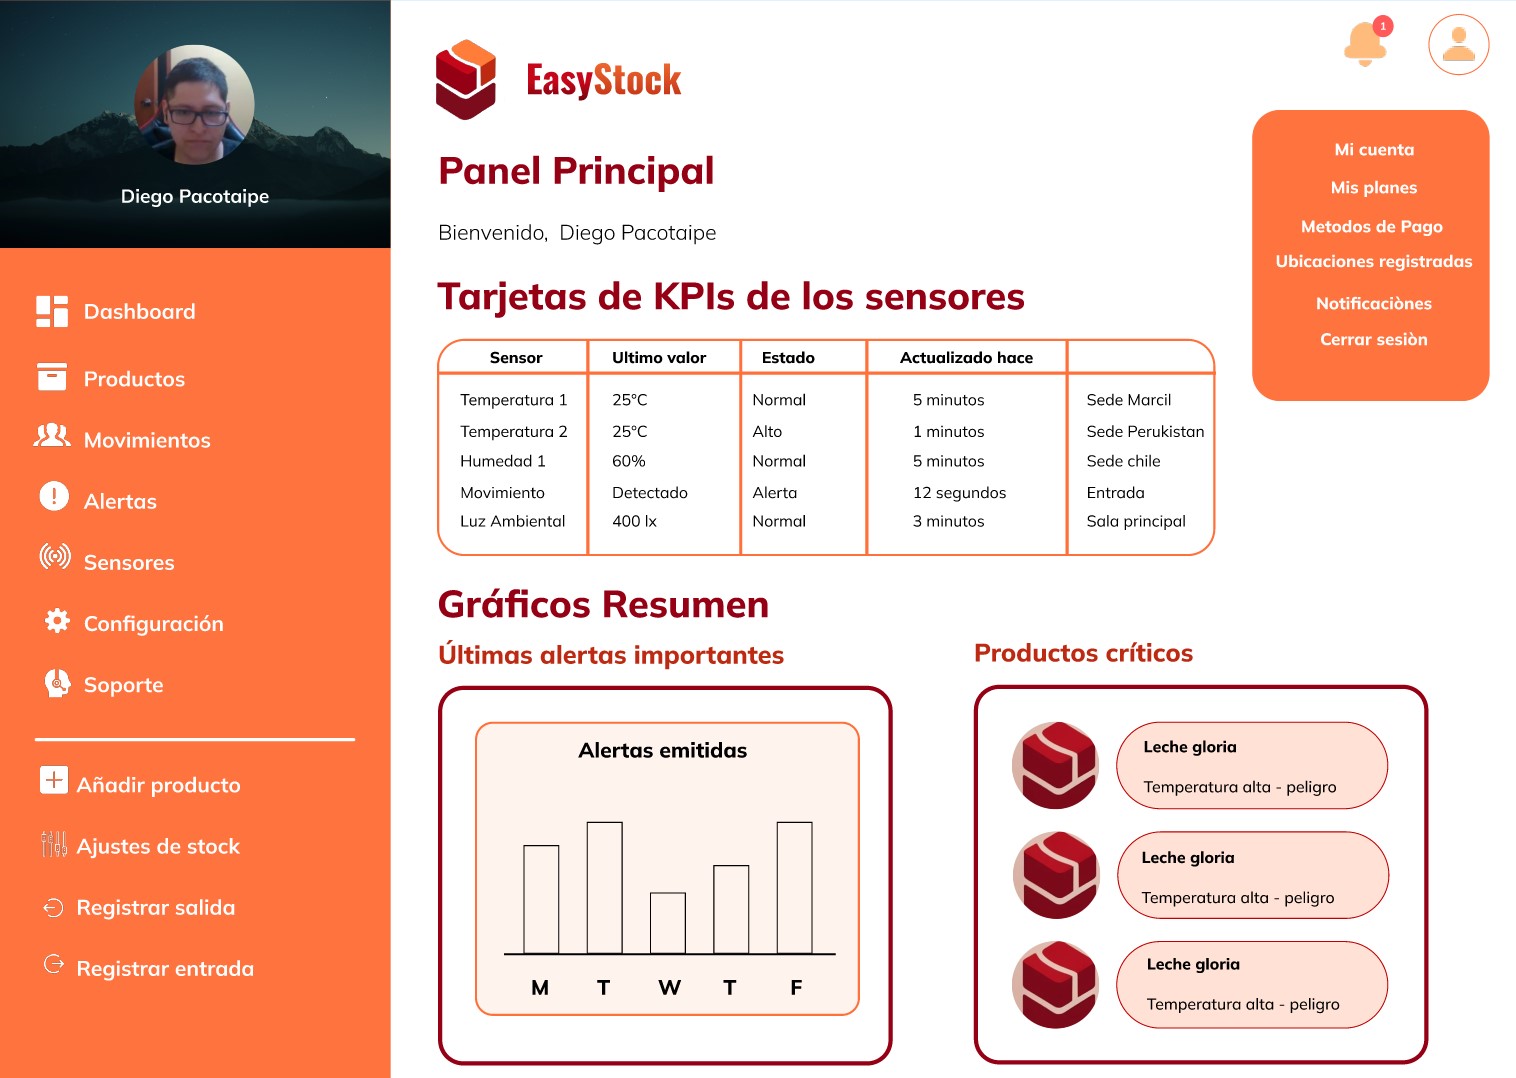 Diego Pacotaipe
Dashboard
Productos
Movimientos
Alertas
Sensores
Configuración
Soporte
Añadir producto
Ajustes de stock
Registrar salida
Registrar entrada
EasyStock
1
Panel Principal
Bienvenido, Diego Pacotaipe
Mi cuenta
Mis planes
Metodos de Pago
Ubicaciones registradas
Notificaciònes
Cerrar sesiòn
Tarjetas de KPIs de los sensores
Sensor Ultimo valor Estado Actualizado hace
Temperatura 1 25°C Normal 5 minutos Sede Marcil
Temperatura 2 25°C Alto 1 minutos Sede Perukistan
Humedad 1 60% Normal 5 minutos Sede chile
Movimiento Detectado Alerta 12 segundos Entrada
Luz Ambiental 400 lx Normal 3 minutos Sala principal
Gráficos Resumen
Últimas alertas importantes
Alertas emitidas
M T W T F
Productos críticos
Leche gloria
Temperatura alta - peligro
Leche gloria
Temperatura alta - peligro
Leche gloria
Temperatura alta - peligro